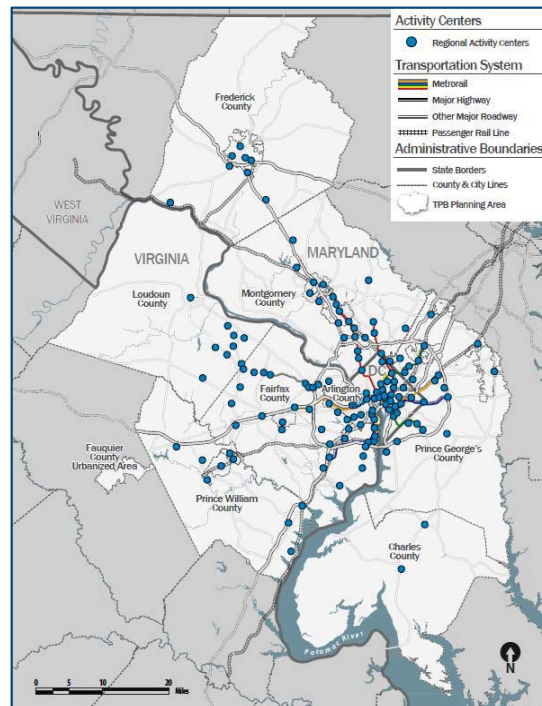 Activity Centers
Regional Activity Centers
Transportation System
Metrorail
Major Highway
Other Major Roadway
Passenger Rail Line
Administrative Boundaries
State Borders
County & City Lines
TPB Planning Area
Frederick
County
WEST
VIRGINIA
VIRGINIA
MARYLAND
Loudoun
County
Montgomery
County
DC
Fairfax
County
Arlington
County
Fauquier
County
Urbanized Area
Prince George's
County
Prince William
County
Charles
County
Potomac River
N
0 5 10 20
Miles